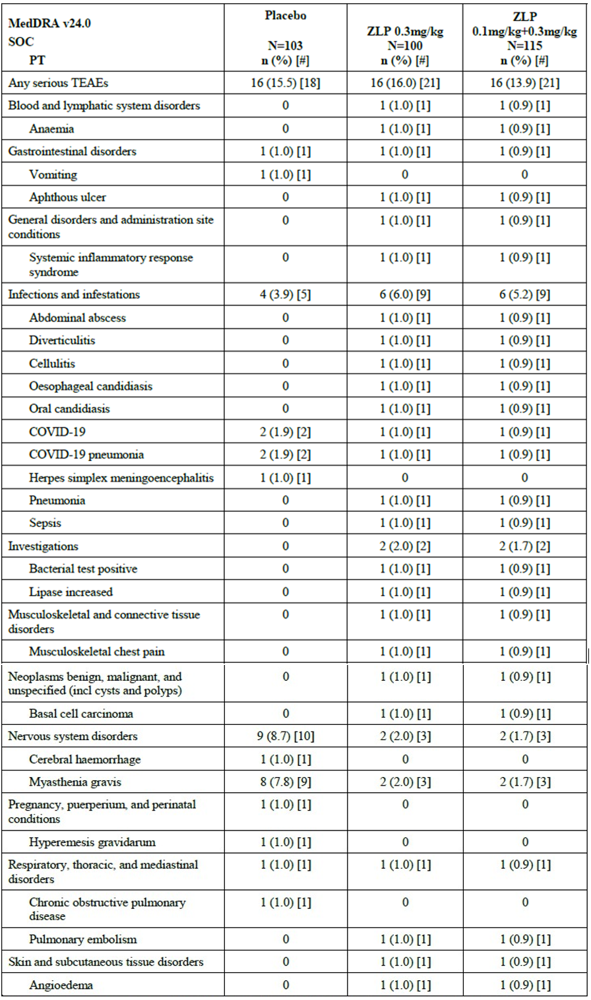 MedDRA v24.0
SOC
PT
Placebo
N=103
n (%) [#]
ZLP 0.3mg/kg
N=100
n (%) [#]
ZLP
0.1mg/kg+0.3mg/kg
N=115
n (%) [#]
Any serious TEAEs 16 (15.5) [18] 16 (16.0) [21] 16 (13.9) [21]
Blood and lymphatic system disorders 0 1 (1.0) [1] 1 (0.9) [1]
Anaemia 0 1 (1.0) [1] 1 (0.9) [1]
Gastrointestinal disorders 1 (1.0) [1] 1 (1.0) [1] 1 (0.9) [1]
Vomiting 1 (1.0) [1] 0 0
Aphthous ulcer 0 1 (1.0) [1] 1 (0.9) [1]
General disorders and administration site 0 1 (1.0) [1] 1 (0.9) [1]
conditions
Systemic inflammatory response 0 1 (1.0) [1] 1 (0.9) [1]
syndrome
Infections and infestations 4 (3.9) [5] 6 (6.0) [9] 6 (5.2) [9]
Abdominal abscess 0 1 (1.0) [1] 1 (0.9) [1]
Diverticulitis 0 1 (1.0) [1] 1 (0.9) [1]
Cellulitis 0 1 (1.0) [1] 1 (0.9) [1]
Oesophageal candidiasis 0 1 (1.0) [1] 1 (0.9) [1]
Oral candidiasis 0 1 (1.0) [1] 1 (0.9) [1]
COVID-19 2 (1.9) [2] 1 (1.0) [1] 1 (0.9) [1]
COVID-19 pneumonia 2 (1.9) [2] 1 (1.0) [1] 1 (0.9) [1]
Herpes simplex meningoencephalitis 1 (1.0) [1] 0 0
Pneumonia 0 1 (1.0) [1] 1 (0.9) [1]
Sepsis 0 1 (1.0) [1] 1 (0.9) [1]
Investigations 0 2 (2.0) [2] 2 (1.7) [2]
Bacterial test positive 0 1 (1.0) [1] 1 (0.9) [1]
Lipase increased 0 1 (1.0) [1] 1 (0.9) [1]
Musculoskeletal and connective tissue 0 1 (1.0) [1] 1 (0.9) [1]
disorders
Musculoskeletal chest pain 0 1 (1.0) [1] 1 (0.9) [1]
Neoplasms benign, malignant, and 0 1 (1.0) [1] 1 (0.9) [1]
unspecified (incl cysts and polyps)
Basal cell carcinoma 0 1 (1.0) [1] 1 (0.9) [1]
Nervous system disorders 9 (8.7) [10] 2 (2.0) [3] 2 (1.7) [3]
Cerebral haemorrhage 1 (1.0) [1] 0 0
Myasthenia gravis 8 (7.8) [9] 2 (2.0) [3] 2 (1.7) [3]
Pregnancy, puerperium, and perinatal 1 (1.0) [1] 0 0
conditions
Hyperemesis gravidarum 1 (1.0) [1] 0 0
Respiratory, thoracic, and mediastinal 1 (1.0) [1] 1 (1.0) [1] 1 (0.9) [1]
disorders
Chronic obstructive pulmonary 1 (1.0) [1] 0 0
disease
Pulmonary embolism 0 1 (1.0) [1] 1 (0.9) [1]
Skin and subcutaneous tissue disorders 0 1 (1.0) [1] 1 (0.9) [1]
Angioedema 0 1 (1.0) [1] 1 (0.9) [1]